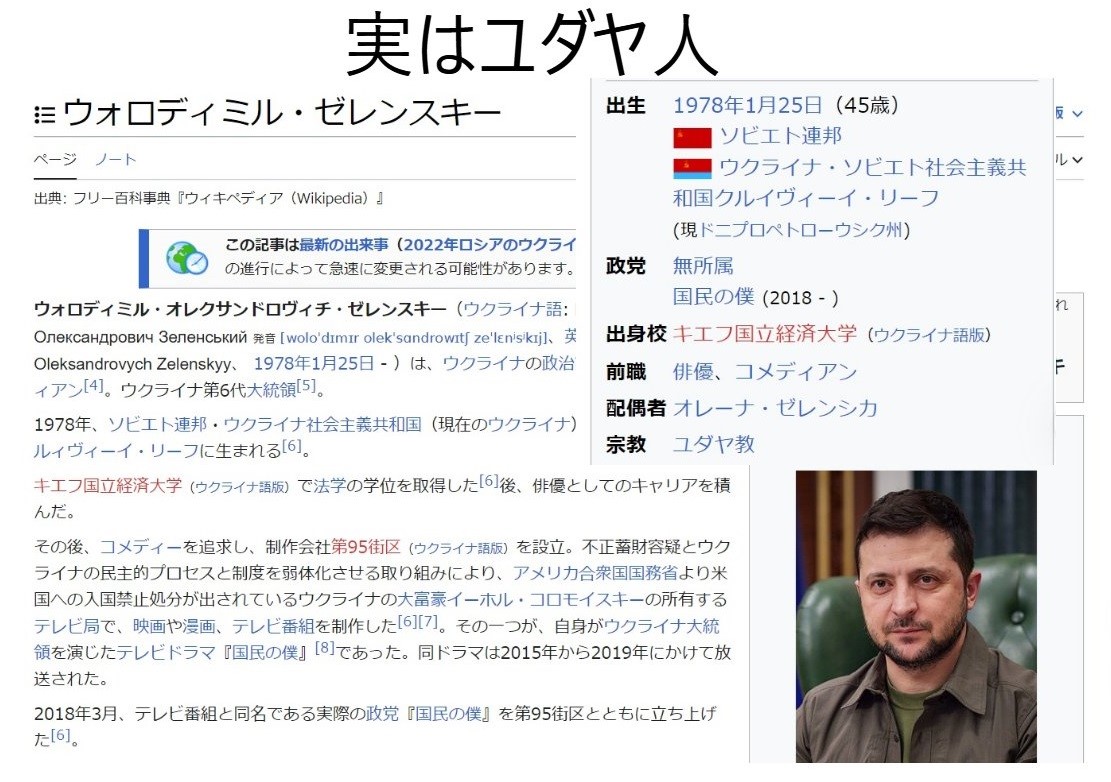 実はユダヤ人
ウォロディミル・ゼレンスキー
ページ ノート
出典: フリー百科事典『ウィキペディア（Wikipedia）』
この記事は最新の出来事（2022年ロシアのウクライ
の進行によって急速に変更される可能性があります。
ウォロディミル・オレクサンドロヴィチ・ゼレンスキー（ウクライナ語:
Олександрович Зеленський 発音 [woloˈdɪmɪr olekˈsɑndrowɪtʃ zeˈlɛnʲsʲkɪj]、英
Oleksandrovych Zelenskyy、 1978年1月25日 - ）は、ウクライナの政治
ィアン[4]。ウクライナ第6代大統領[5]。
1978年、ソビエト連邦・ウクライナ社会主義共和国（現在のウクライナ）
ルィヴィーイ・リーフに生まれる[6]。
キエフ国立経済大学（ウクライナ語版）で法学の学位を取得した[6]後、俳優としてのキャリアを積
んだ。
その後、コメディーを追求し、制作会社第95街区（ウクライナ語版）を設立。不正蓄財容疑とウク
ライナの民主的プロセスと制度を弱体化させる取り組みにより、アメリカ合衆国国務省より米
国への入国禁止処分が出されているウクライナの大富豪イーホル・コロモイスキーの所有する
テレビ局で、映画や漫画、テレビ番組を制作した[6][7]。その一つが、自身がウクライナ大統
領を演じたテレビドラマ『国民の僕』[8]であった。同ドラマは2015年から2019年にかけて放
送された。
2018年3月、テレビ番組と同名である実際の政党『国民の僕』を第95街区とともに立ち上げ
た[6]。
出生 1978年1月25日（45歳）
ソビエト連邦
ウクライナ・ソビエト社会主義共
和国クルイヴィーイ・リーフ
(現ドニプロペトローウシク州)
政党 無所属
国民の僕 (2018 - )
出身校 キエフ国立経済大学（ウクライナ語版）
前職 俳優、コメディアン
配偶者 オレーナ・ゼレンシカ
宗教 ユダヤ教
版
ル
れ